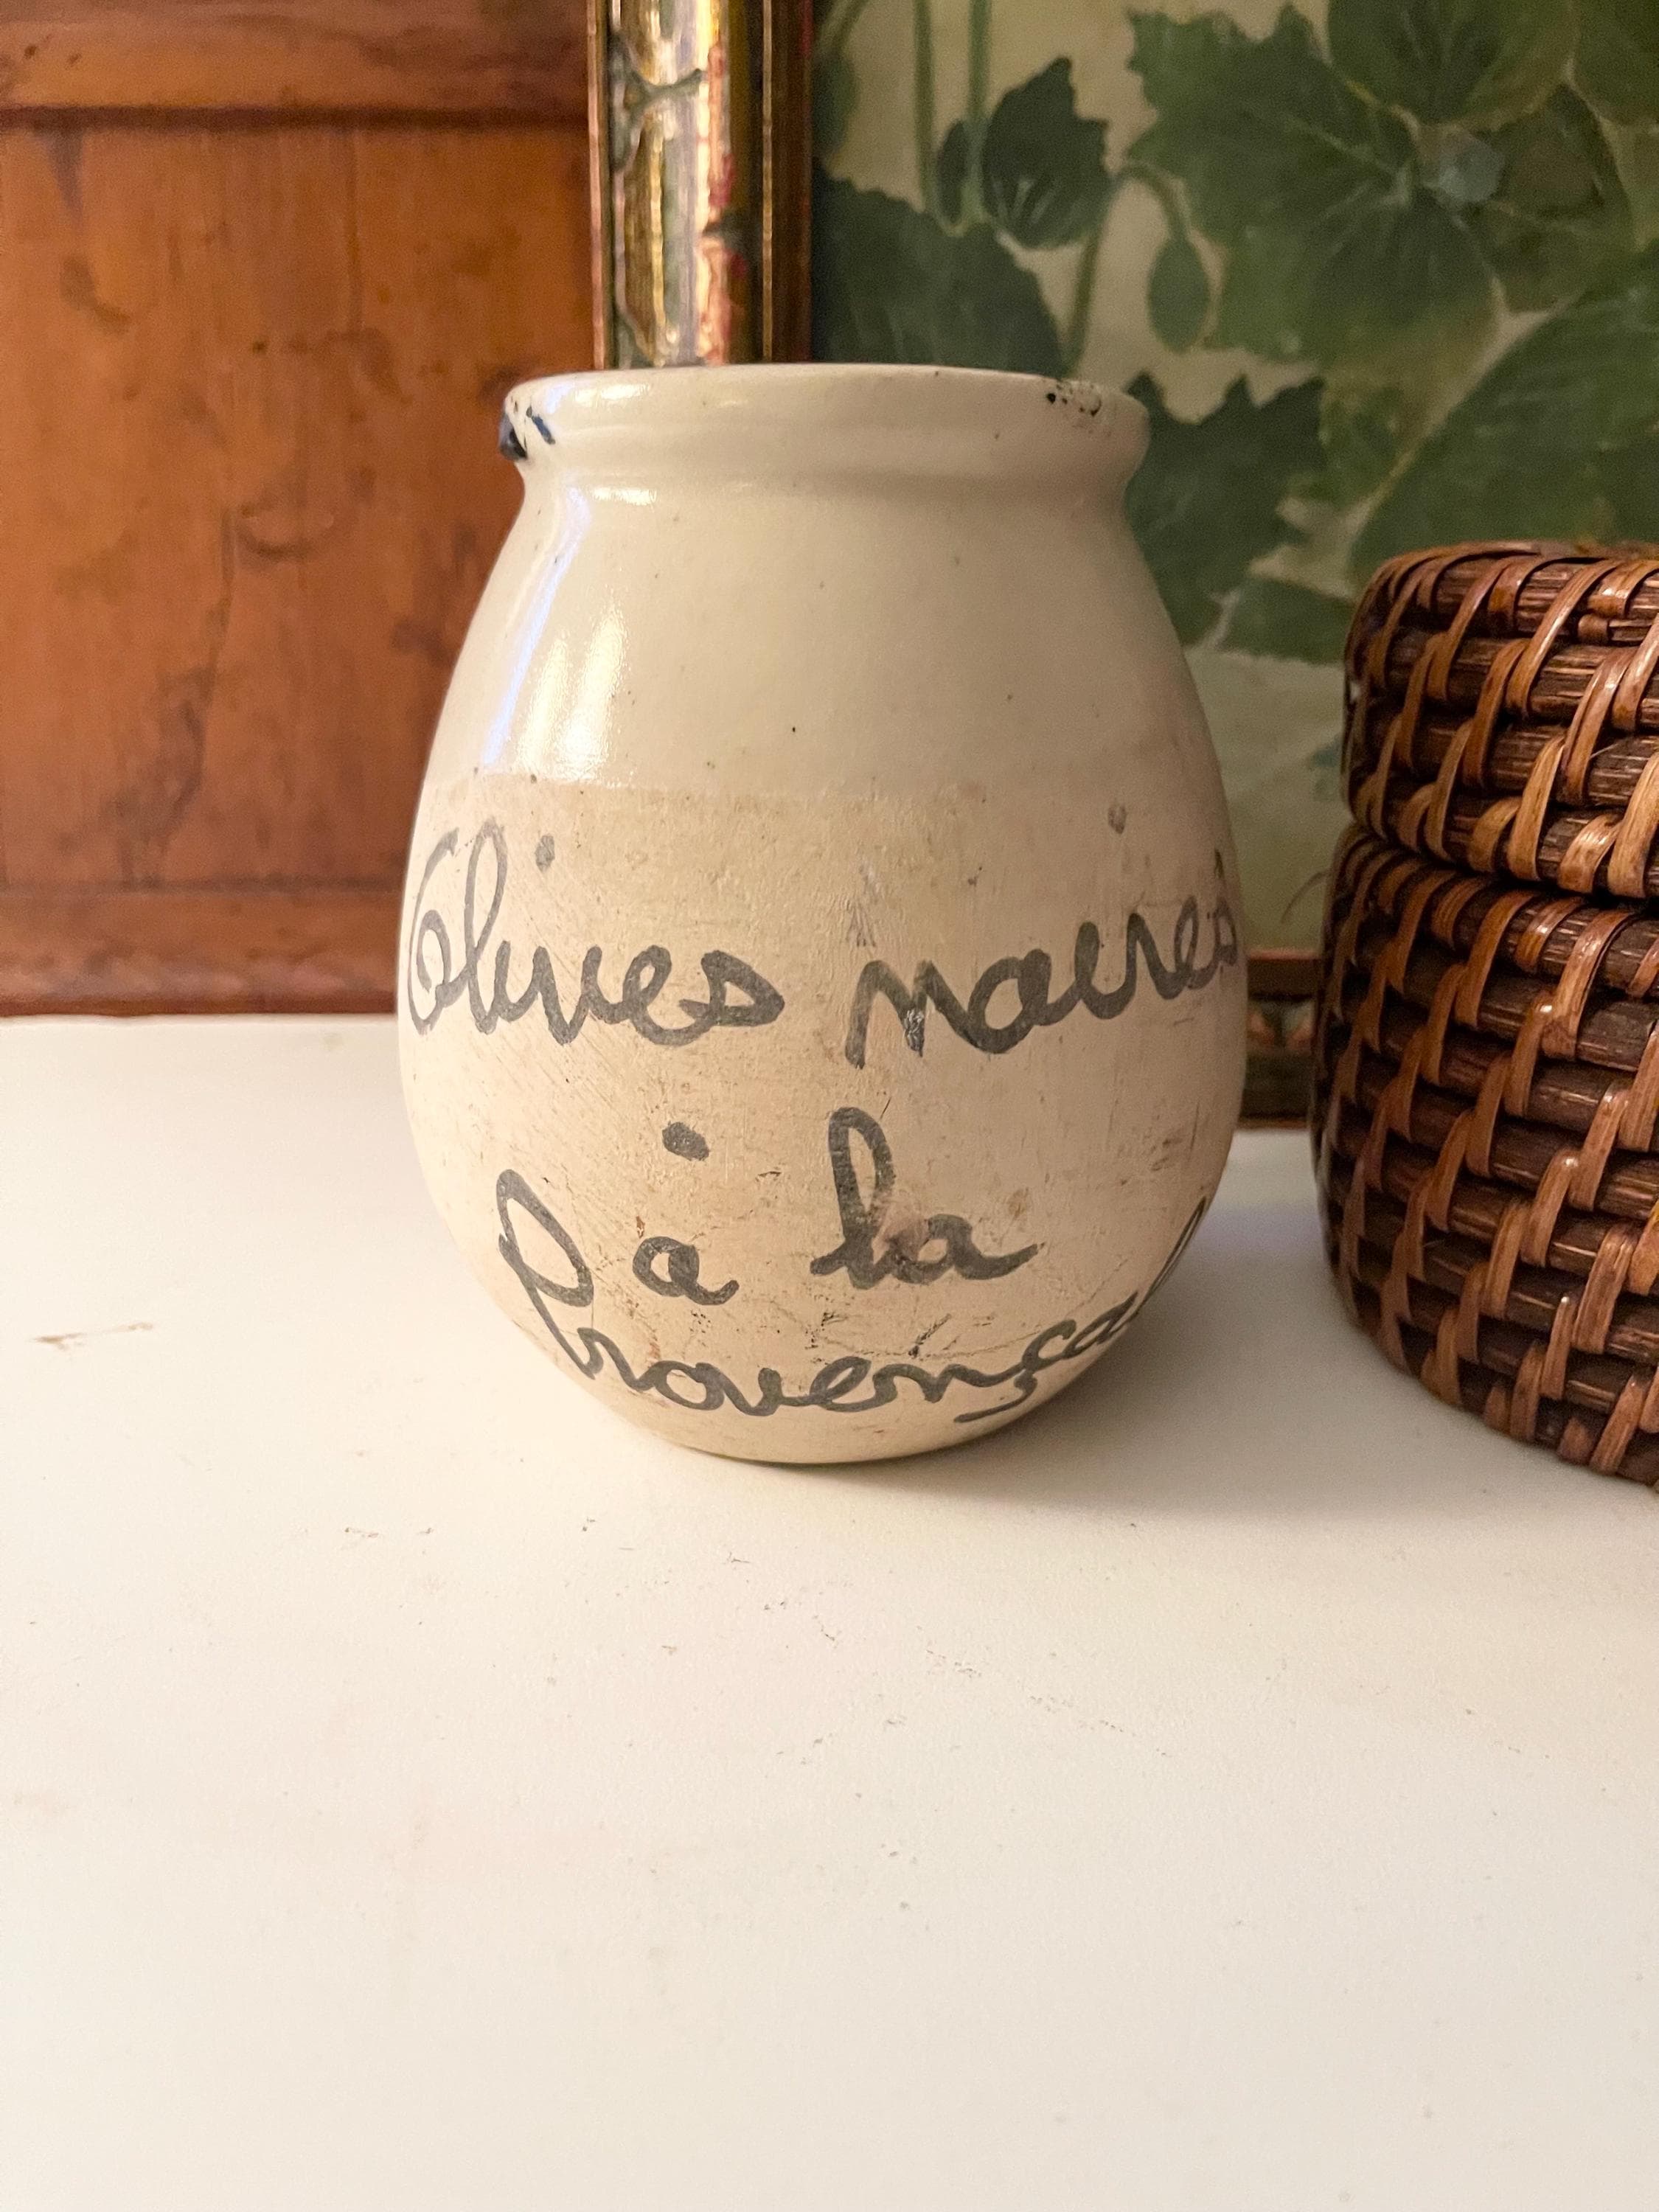 Olives noires
à la
Provençal